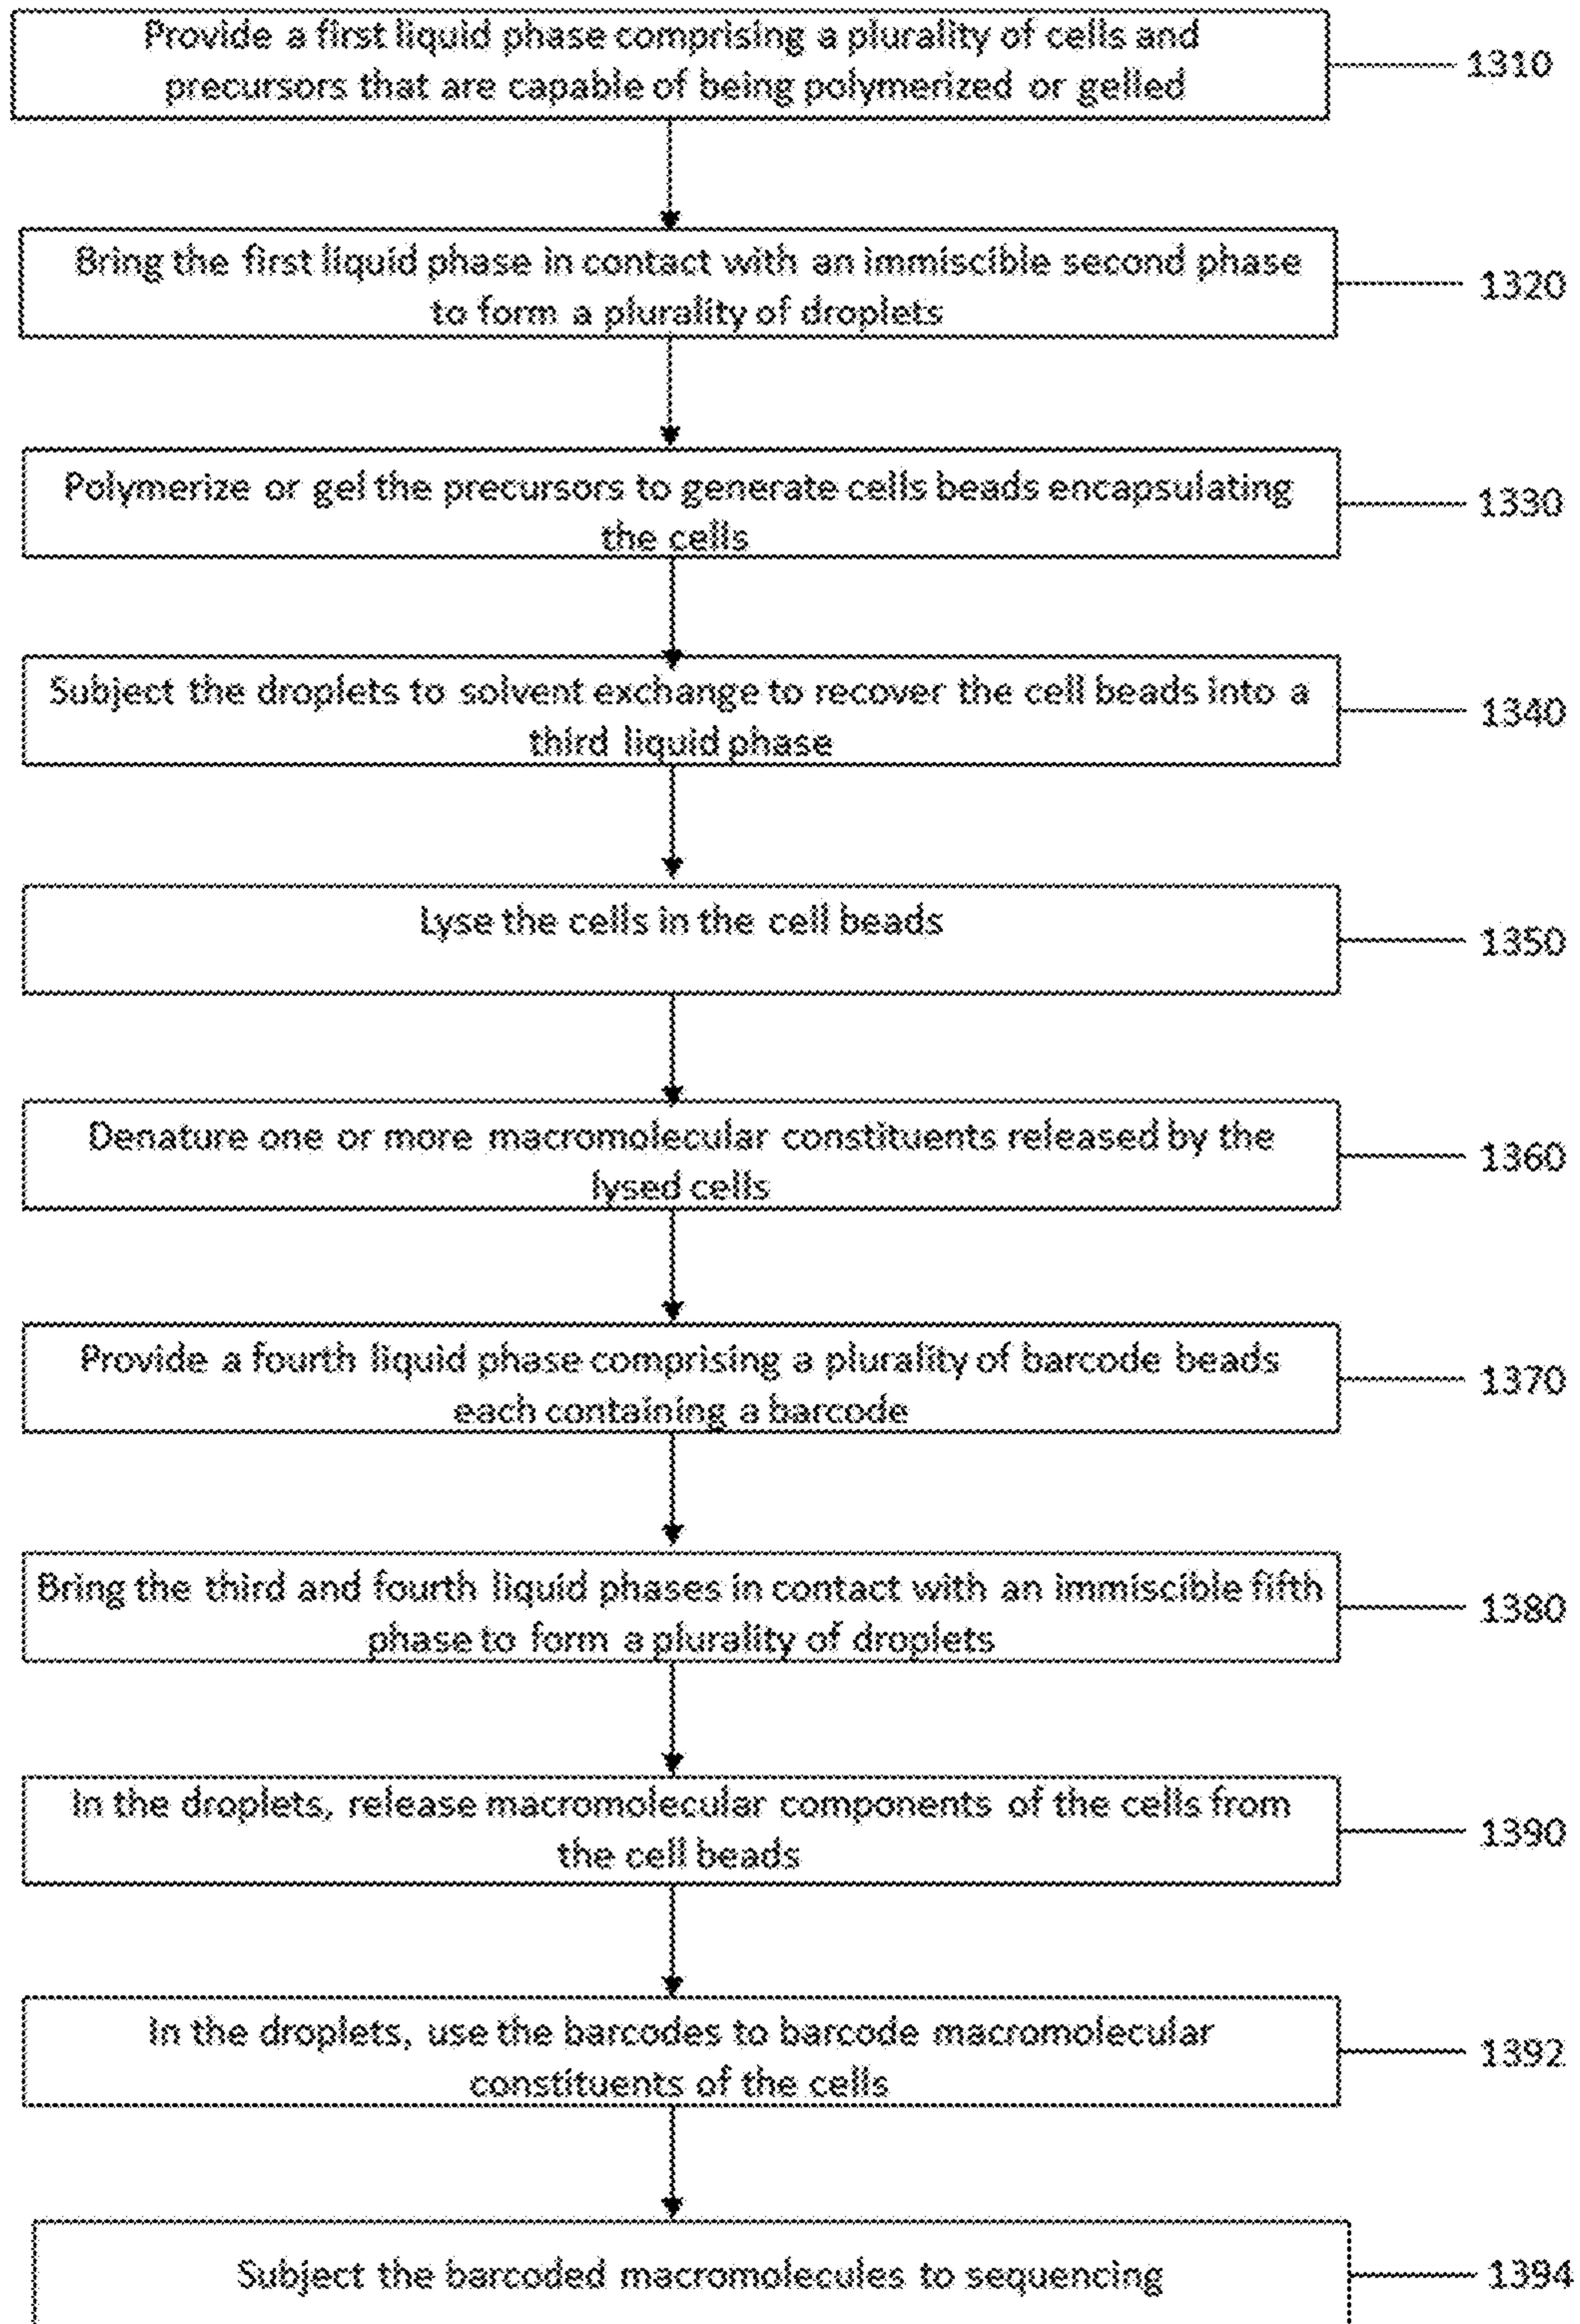 Provide a first liquid phase comprising a plurality of cells and
precursors that are capable of being polymerized or gelled
1310
Bring the first liquid phase in contact with an immiscible second phase
to form a plurality of droplets
1320
Polymerize or gel the precursors to generate cells beads encapsulating
the cells
1330
Subject the droplets to solvent exchange to recover the cell beads into a
third liquid phase
1340
Lyse the cells in the cell beads
1350
Denature one or more macromolecular constituents released by the
lysed cells
1360
Provide a fourth liquid phase comprising a plurality of barcode beads
each containing a barcode
1370
Bring the third and fourth liquid phases in contact with an immiscible fifth
phase to form a plurality of droplets
1380
In the droplets, release macromolecular components of the cells from
the cell beads
1390
In the droplets, use the barcodes to barcode macromolecular
constituents of the cells
1392
Subject the barcoded macromolecules to sequencing
1394